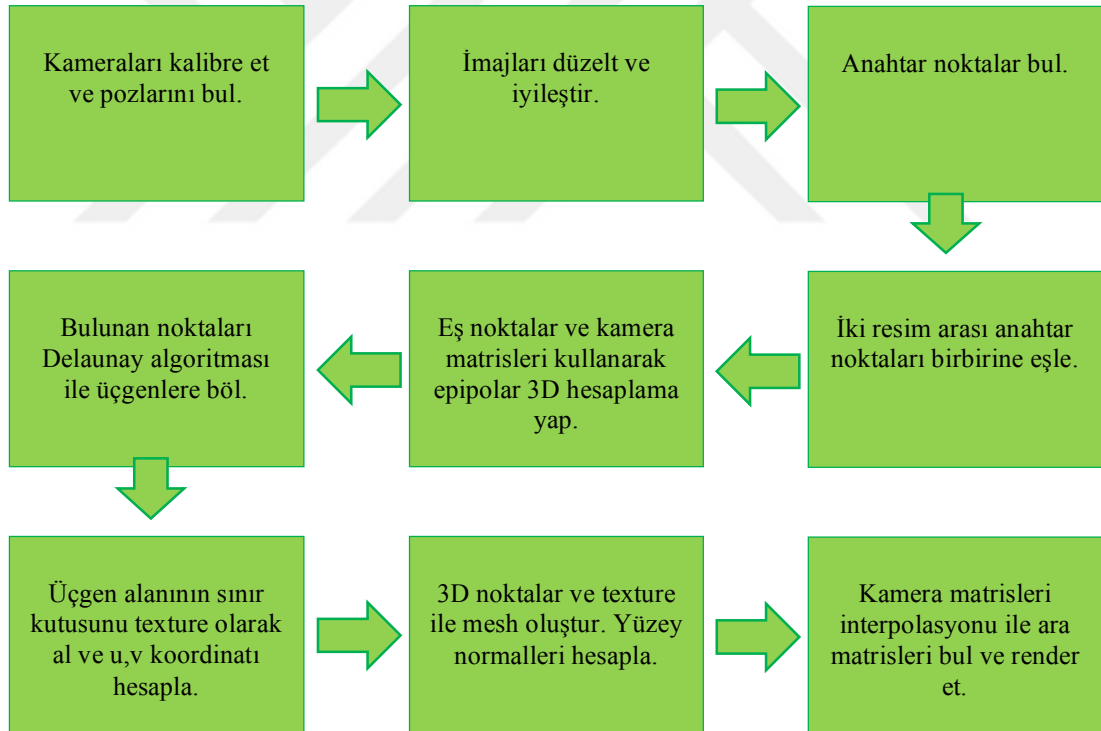 Kameraları kalibre et
ve pozlarını bul.
İmajları düzelt ve
iyileştir.
Anahtar noktalar bul.
İki resim arası anahtar
noktaları birbirine eşle.
Eş noktalar ve kamera
matrisleri kullanarak
epipolar 3D hesaplama
yap.
Bulunan noktaları
Delaunay algoritması
ile üçgenlere böl.
Üçgen alanının sınır
kutusunu texture olarak
al ve u,v koordinatı
hesapla.
3D noktalar ve texture
ile mesh oluştur. Yüzey
normalleri hesapla.
Kamera matrisleri
interpolasyonu ile ara
matrisleri bul ve render
et.